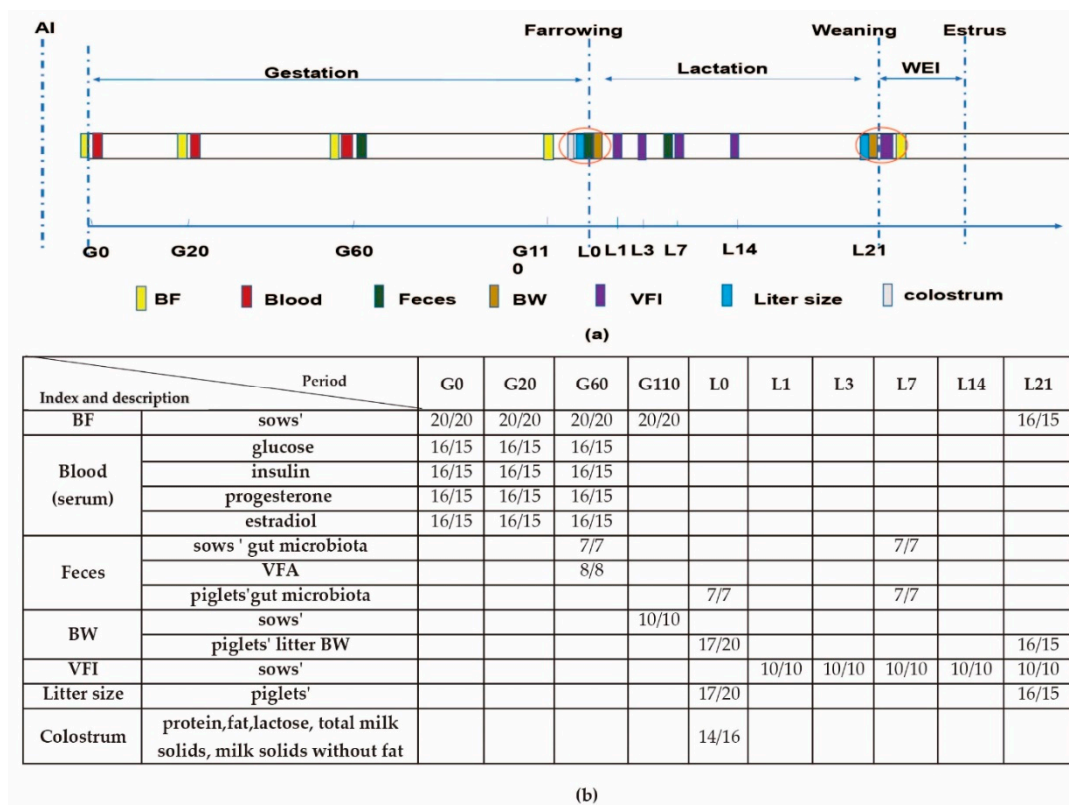 AI Farrowing Weaning Estrus
Gestation Lactation WEI
G0 G20 G60 G11 L0 L1 L3 L7 L14 L21
0
BF Blood Feces BW VFI Liter size colostrum
(a)
Period G0 G20 G60 G110 L0 L1 L3 L7 L14 L21
Index and description
BF sows' 20/20 20/20 20/20 20/20 16/15
Blood (serum)
glucose 16/15 16/15 16/15
insulin 16/15 16/15 16/15
progesterone 16/15 16/15 16/15
estradiol 16/15 16/15 16/15
Feces
sows ' gut microbiota 7/7 7/7
VFA 8/8
piglets'gut microbiota 7/7 7/7
BW
sows' 10/10
piglets' litter BW 17/20 16/15
VFI sows' 10/10 10/10 10/10 10/10 10/10
Litter size piglets' 17/20 16/15
Colostrum
protein,fat,lactose, total milk
solids, milk solids without fat
14/16
(b)